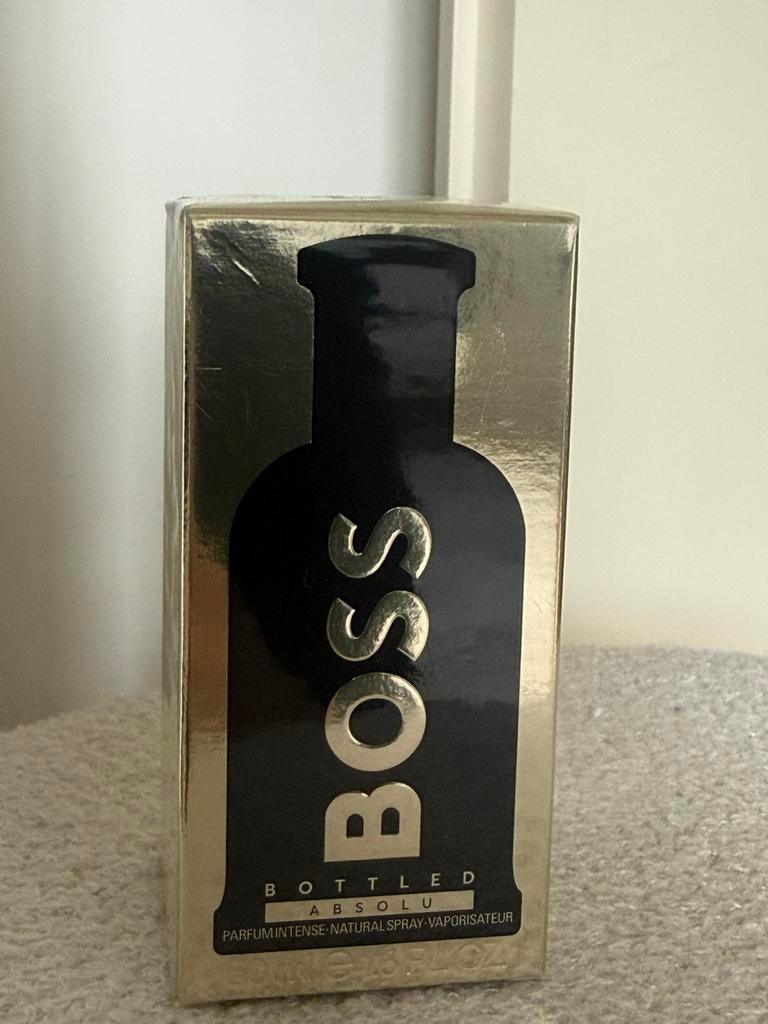 BOSS
BOTTLED
ABSOLU
PARFUM INTENSE·NATURAL SPRAY·VAPORISATEUR